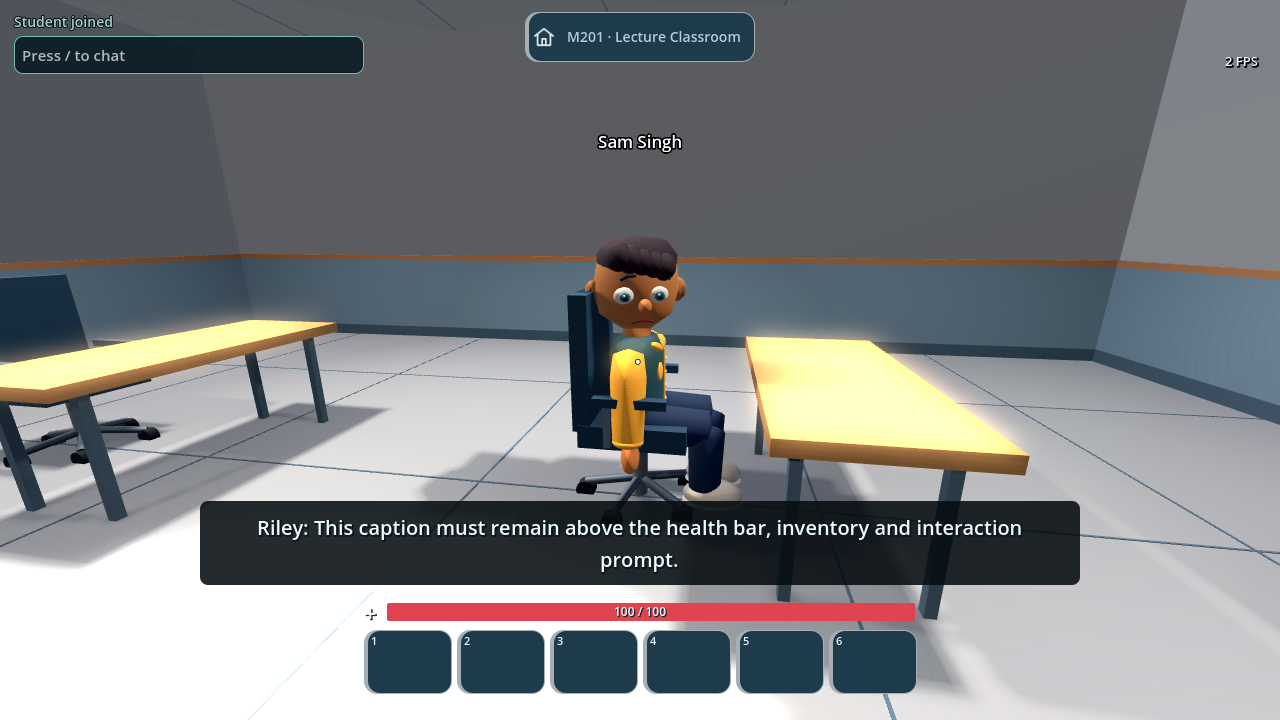 Student joined
Press / to chat
M201 · Lecture Classroom
2 FPS
Sam Singh
Riley: This caption must remain above the health bar, inventory and interaction
prompt.
+ 100 / 100
1 2 3 4 5 6